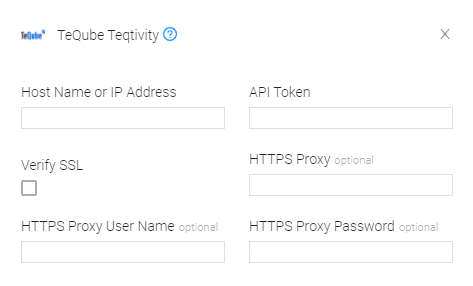 TeQube TeQube Teqtivity ?
X
Host Name or IP Address
API Token
Verify SSL
HTTPS Proxy optional
HTTPS Proxy User Name optional
HTTPS Proxy Password optional